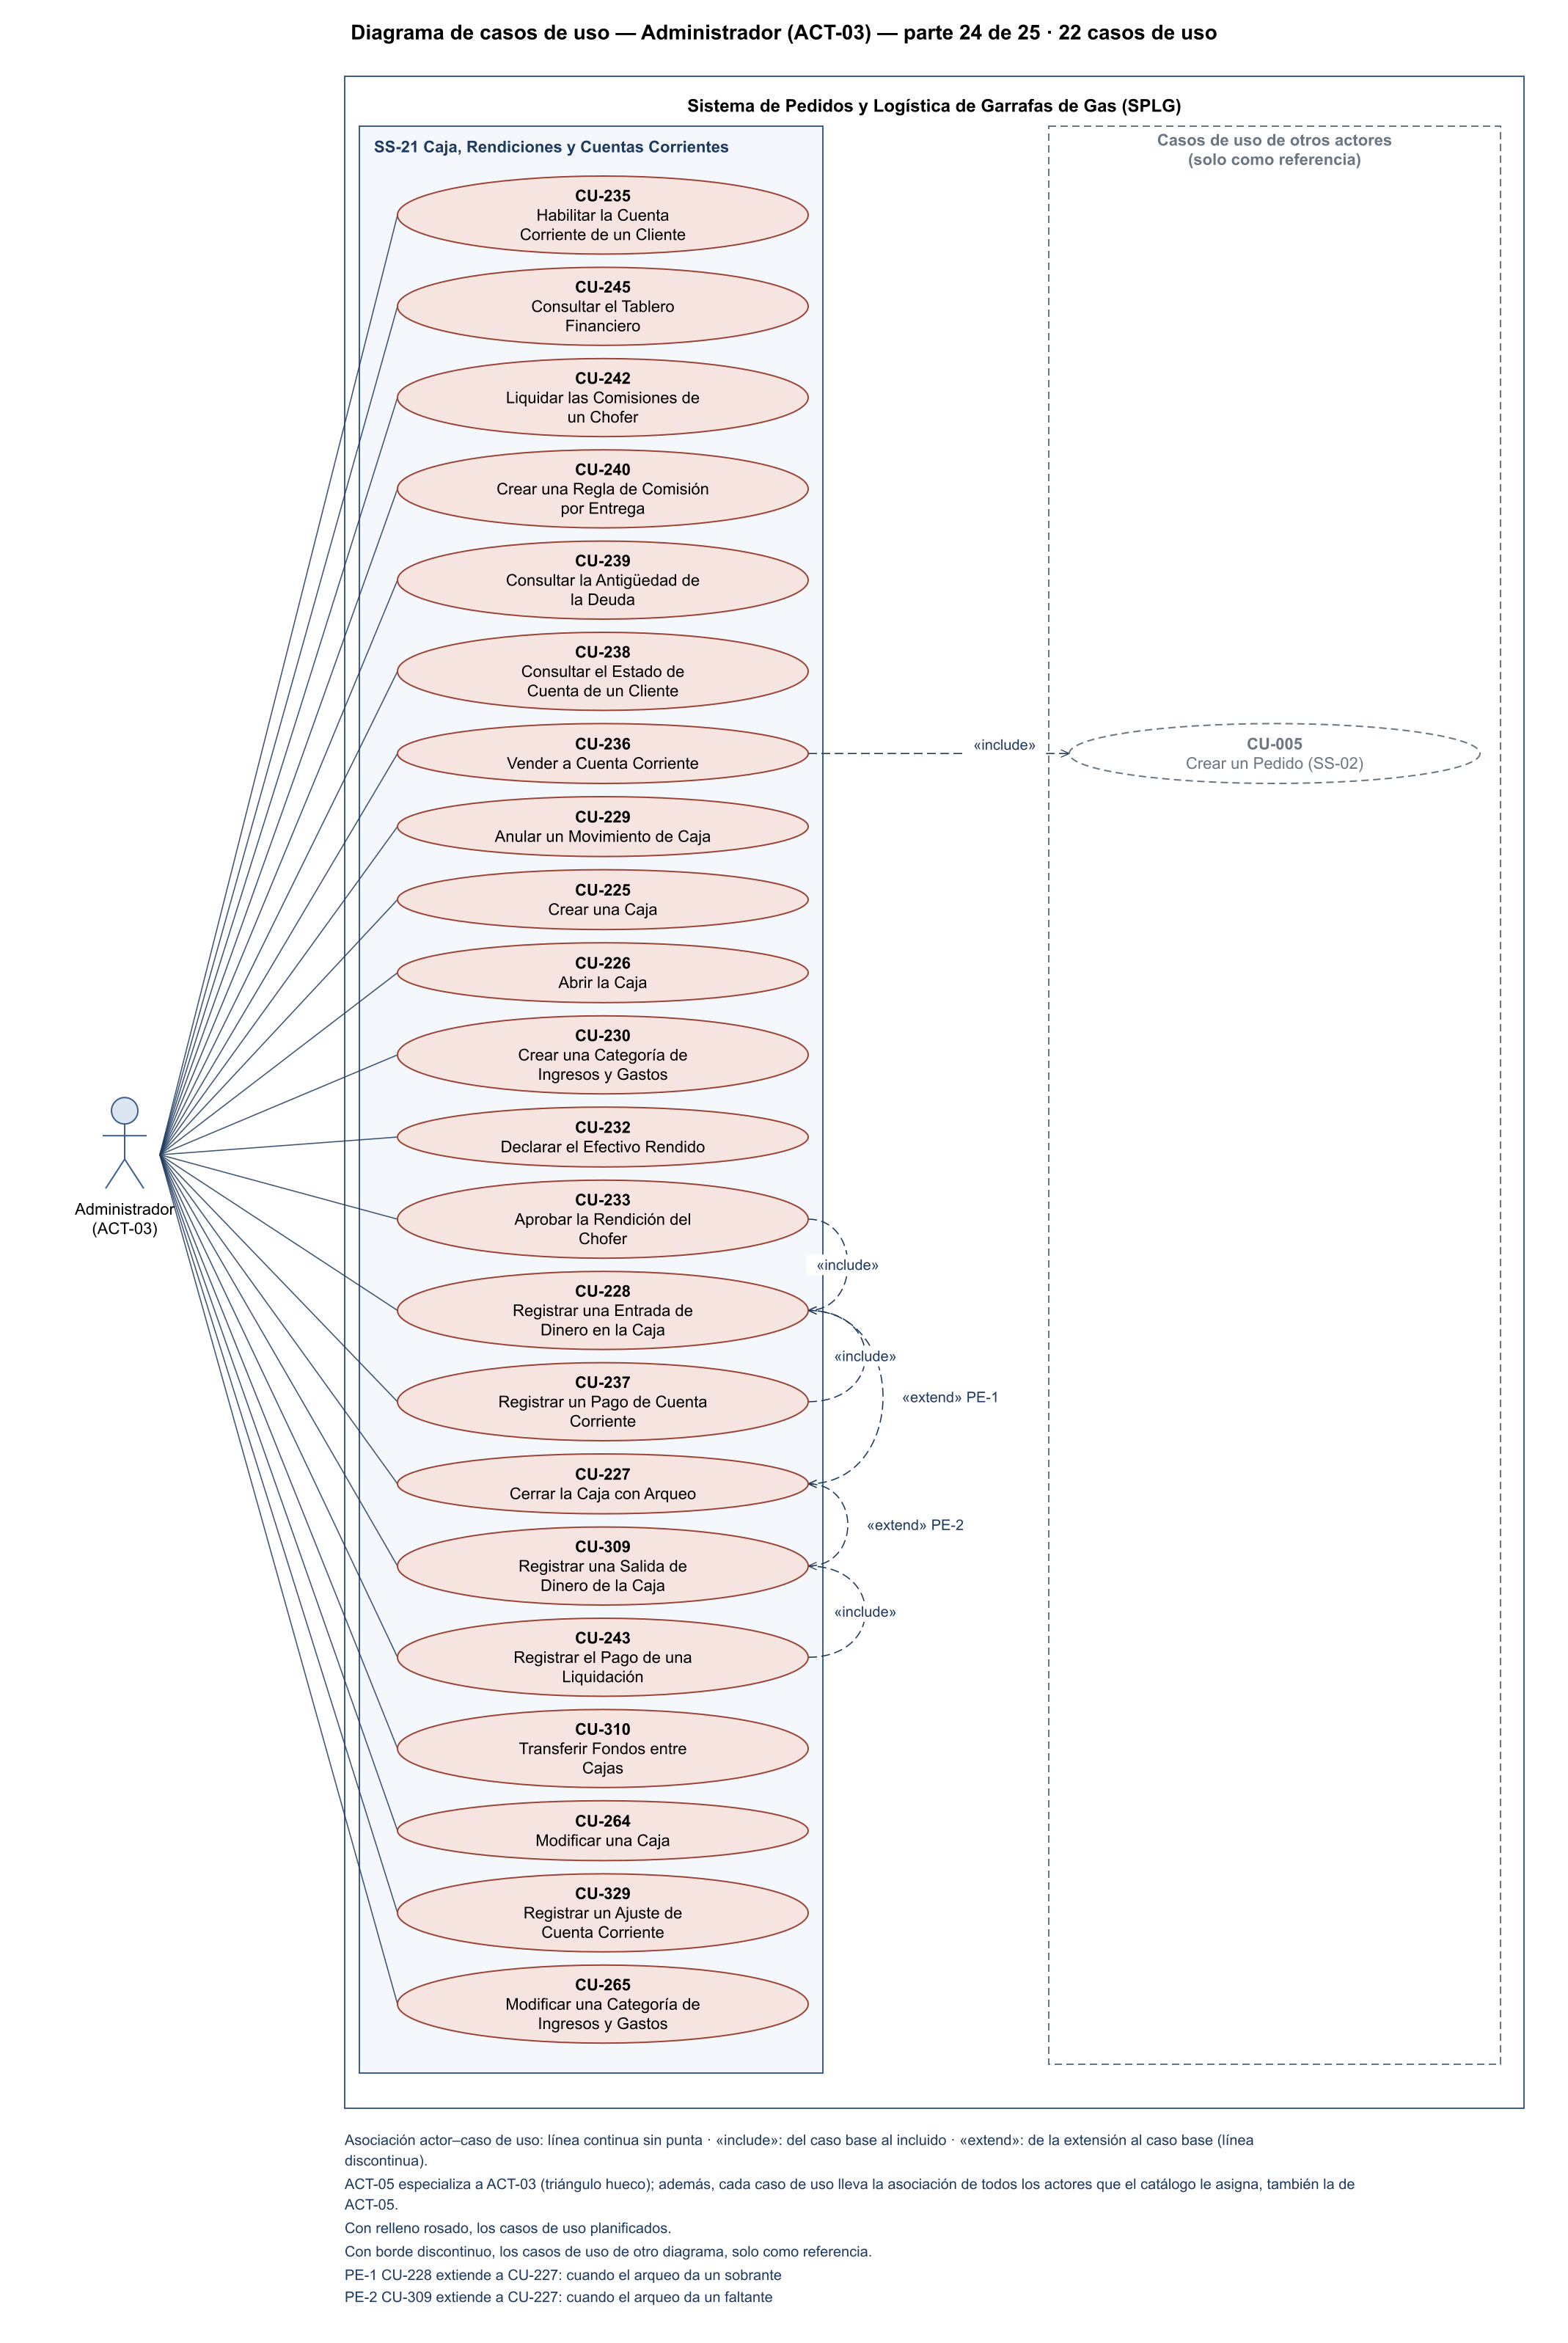 Diagrama de casos de uso — Administrador (ACT-03) — parte 24 de 25 · 22 casos de uso
Sistema de Pedidos y Logística de Garrafas de Gas (SPLG)
SS-21 Caja, Rendiciones y Cuentas Corrientes
Casos de uso de otros actores
(solo como referencia)
CU-235
Habilitar la Cuenta
Corriente de un Cliente
CU-245
Consultar el Tablero
Financiero
CU-242
Liquidar las Comisiones de
un Chofer
CU-240
Crear una Regla de Comisión
por Entrega
CU-239
Consultar la Antigüedad de
la Deuda
CU-238
Consultar el Estado de
Cuenta de un Cliente
CU-236
Vender a Cuenta Corriente
«include»
CU-005
Crear un Pedido (SS-02)
CU-229
Anular un Movimiento de Caja
CU-225
Crear una Caja
CU-226
Abrir la Caja
CU-230
Crear una Categoría de
Ingresos y Gastos
CU-232
Declarar el Efectivo Rendido
Administrador
(ACT-03)
CU-233
Aprobar la Rendición del
Chofer
«include»
CU-228
Registrar una Entrada de
Dinero en la Caja
«include»
CU-237
Registrar un Pago de Cuenta
Corriente
«extend» PE-1
CU-227
Cerrar la Caja con Arqueo
«extend» PE-2
CU-309
Registrar una Salida de
Dinero de la Caja
«include»
CU-243
Registrar el Pago de una
Liquidación
CU-310
Transferir Fondos entre
Cajas
CU-264
Modificar una Caja
CU-329
Registrar un Ajuste de
Cuenta Corriente
CU-265
Modificar una Categoría de
Ingresos y Gastos
Asociación actor–caso de uso: línea continua sin punta · «include»: del caso base al incluido · «extend»: de la extensión al caso base (línea
discontinua).
ACT-05 especializa a ACT-03 (triángulo hueco); además, cada caso de uso lleva la asociación de todos los actores que el catálogo le asigna, también la de
ACT-05.
Con relleno rosado, los casos de uso planificados.
Con borde discontinuo, los casos de uso de otro diagrama, solo como referencia.
PE-1 CU-228 extiende a CU-227: cuando el arqueo da un sobrante
PE-2 CU-309 extiende a CU-227: cuando el arqueo da un faltante